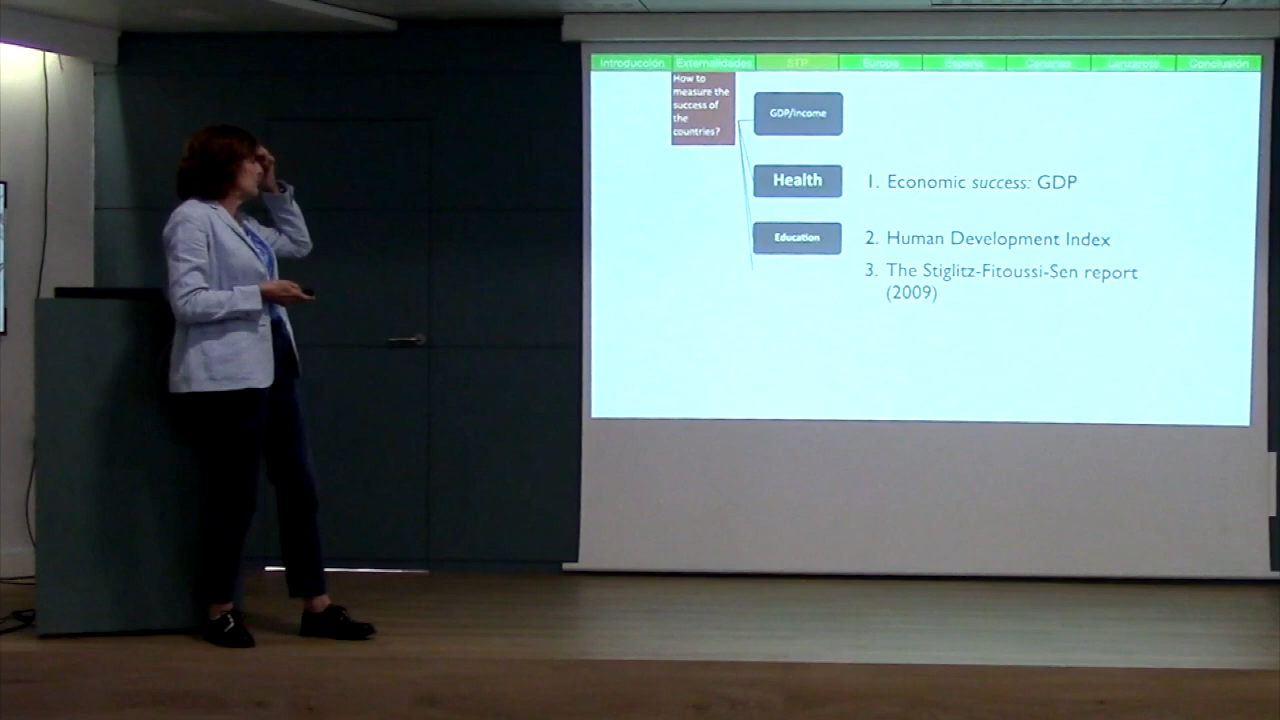 Introducción Externalidades STP Europa España Canarias Lanzarote Conclusión
How to
measure the
success of
the
countries?
GDP/Income
Health
Education
1. Economic success: GDP
2. Human Development Index
3. The Stiglitz-Fitoussi-Sen report
(2009)